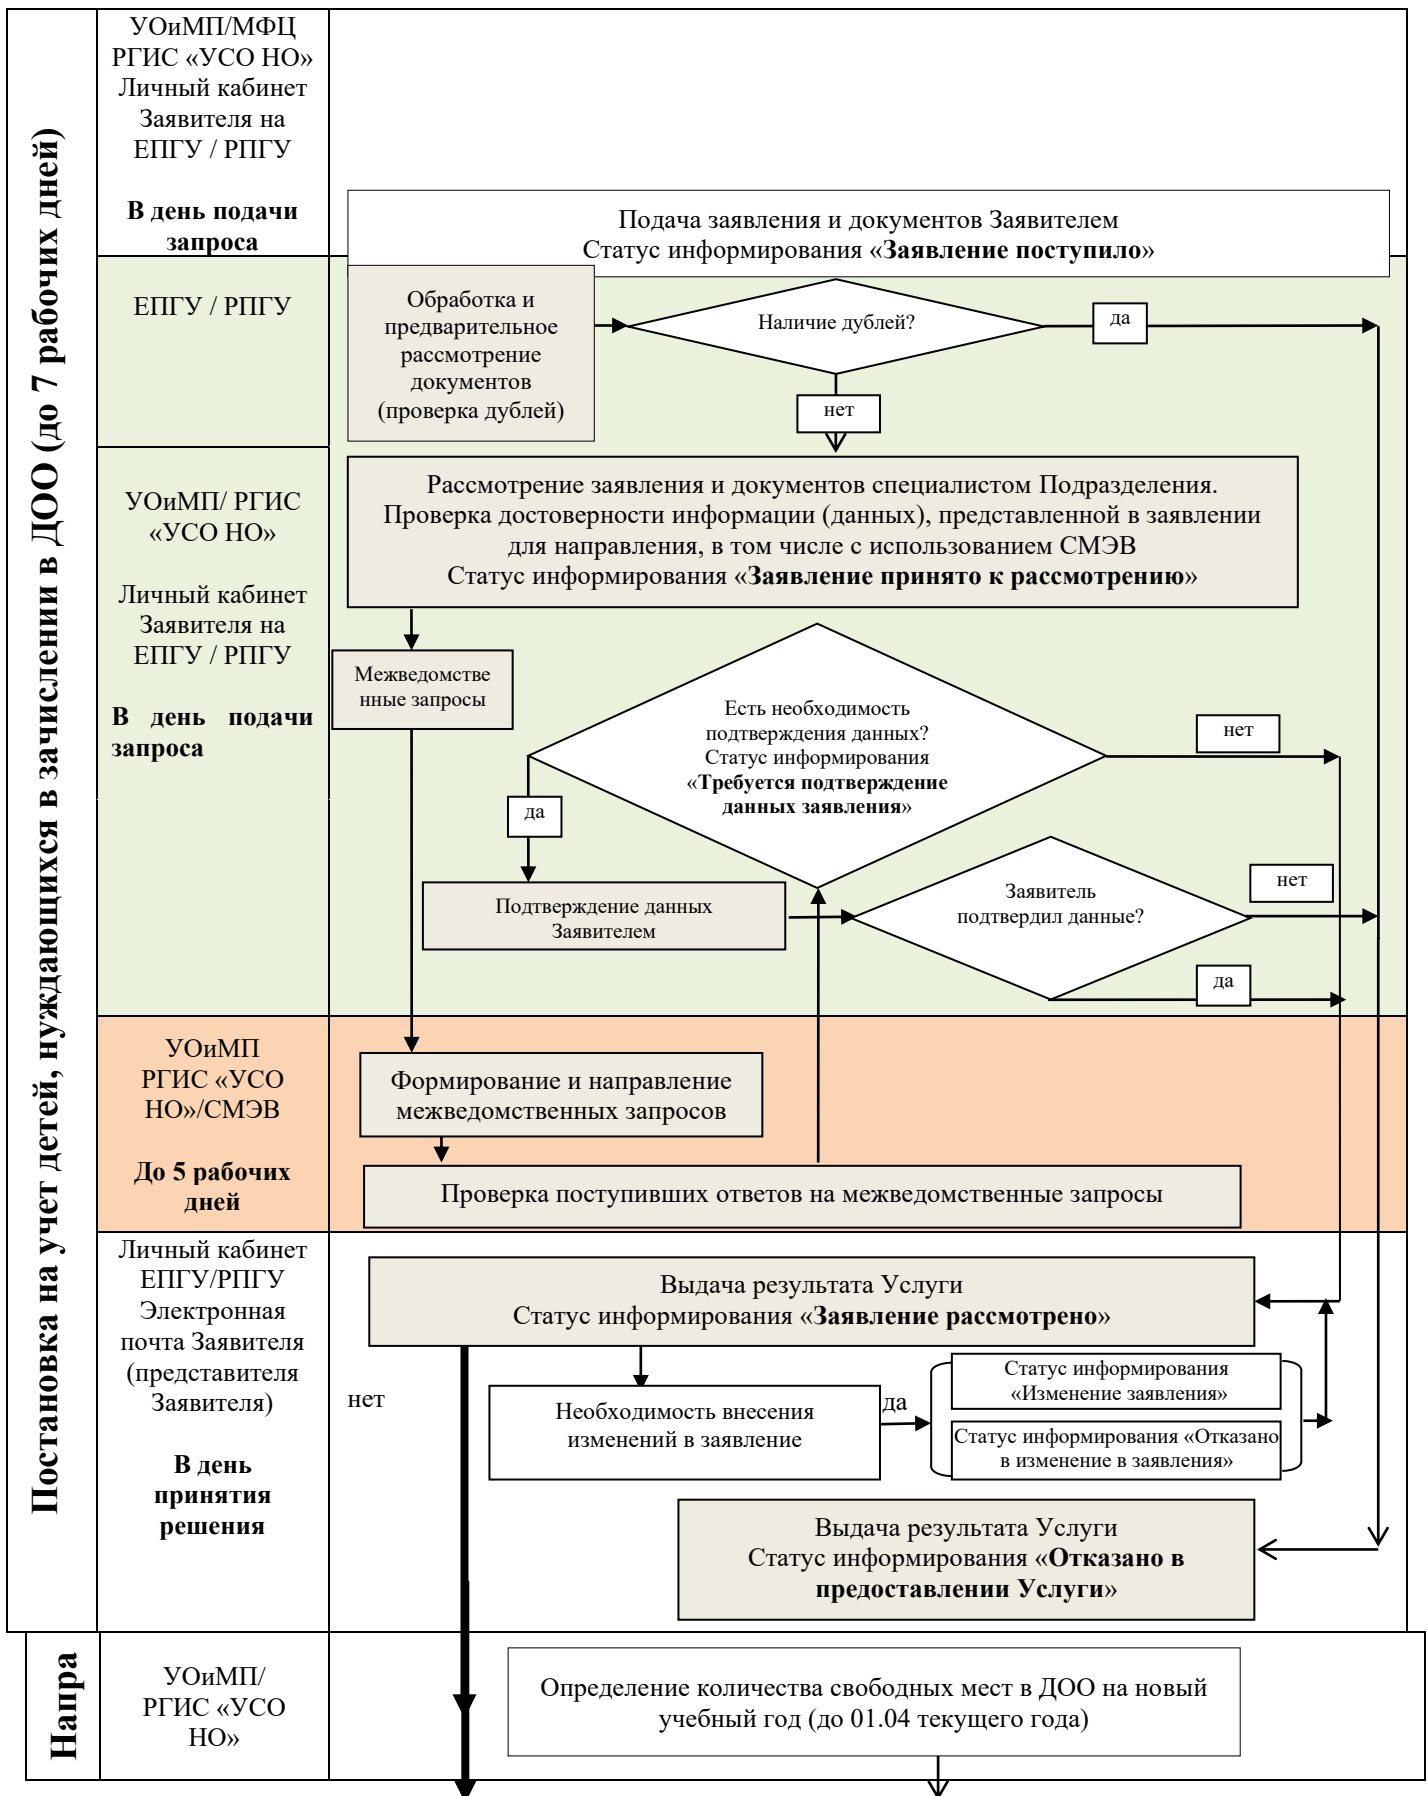 Постановка на учет детей, нуждающихся в зачислении в ДОО (до 7 рабочих дней)
УОиМП/МФЦ
РГИС «УСО НО»
Личный кабинет
Заявителя на
ЕПГУ / РПГУ
В день подачи
запроса
Подача заявления и документов Заявителем
Статус информирования «Заявление поступило»
ЕПГУ / РПГУ
Обработка и
предварительное
рассмотрение
документов
(проверка дублей)
Наличие дублей?
да
нет
УОиМП/ РГИС
«УСО НО»
Личный кабинет
Заявителя на
ЕПГУ / РПГУ
В день подачи
запроса
Рассмотрение заявления и документов специалистом Подразделения.
Проверка достоверности информации (данных), представленной в заявлении
для направления, в том числе с использованием СМЭВ
Статус информирования «Заявление принято к рассмотрению»
Межведомстве
нные запросы
Есть необходимость
подтверждения данных?
Статус информирования
«Требуется подтверждение
данных заявления»
нет
да
Подтверждение данных
Заявителем
Заявитель
подтвердил данные?
нет
да
УОиМП
РГИС «УСО
НО»/СМЭВ
До 5 рабочих
дней
Формирование и направление
межведомственных запросов
Проверка поступивших ответов на межведомственные запросы
Личный кабинет
ЕПГУ/РПГУ
Электронная
почта Заявителя
(представителя
Заявителя)
В день
принятия
решения
Выдача результата Услуги
Статус информирования «Заявление рассмотрено»
нет
Необходимость внесения
изменений в заявление
да
Статус информирования
«Изменение заявления»
Статус информирования «Отказано
в изменение в заявления»
Выдача результата Услуги
Статус информирования «Отказано в
предоставлении Услуги»
Напра
УОиМП/
РГИС «УСО
НО»
Определение количества свободных мест в ДОО на новый
учебный год (до 01.04 текущего года)